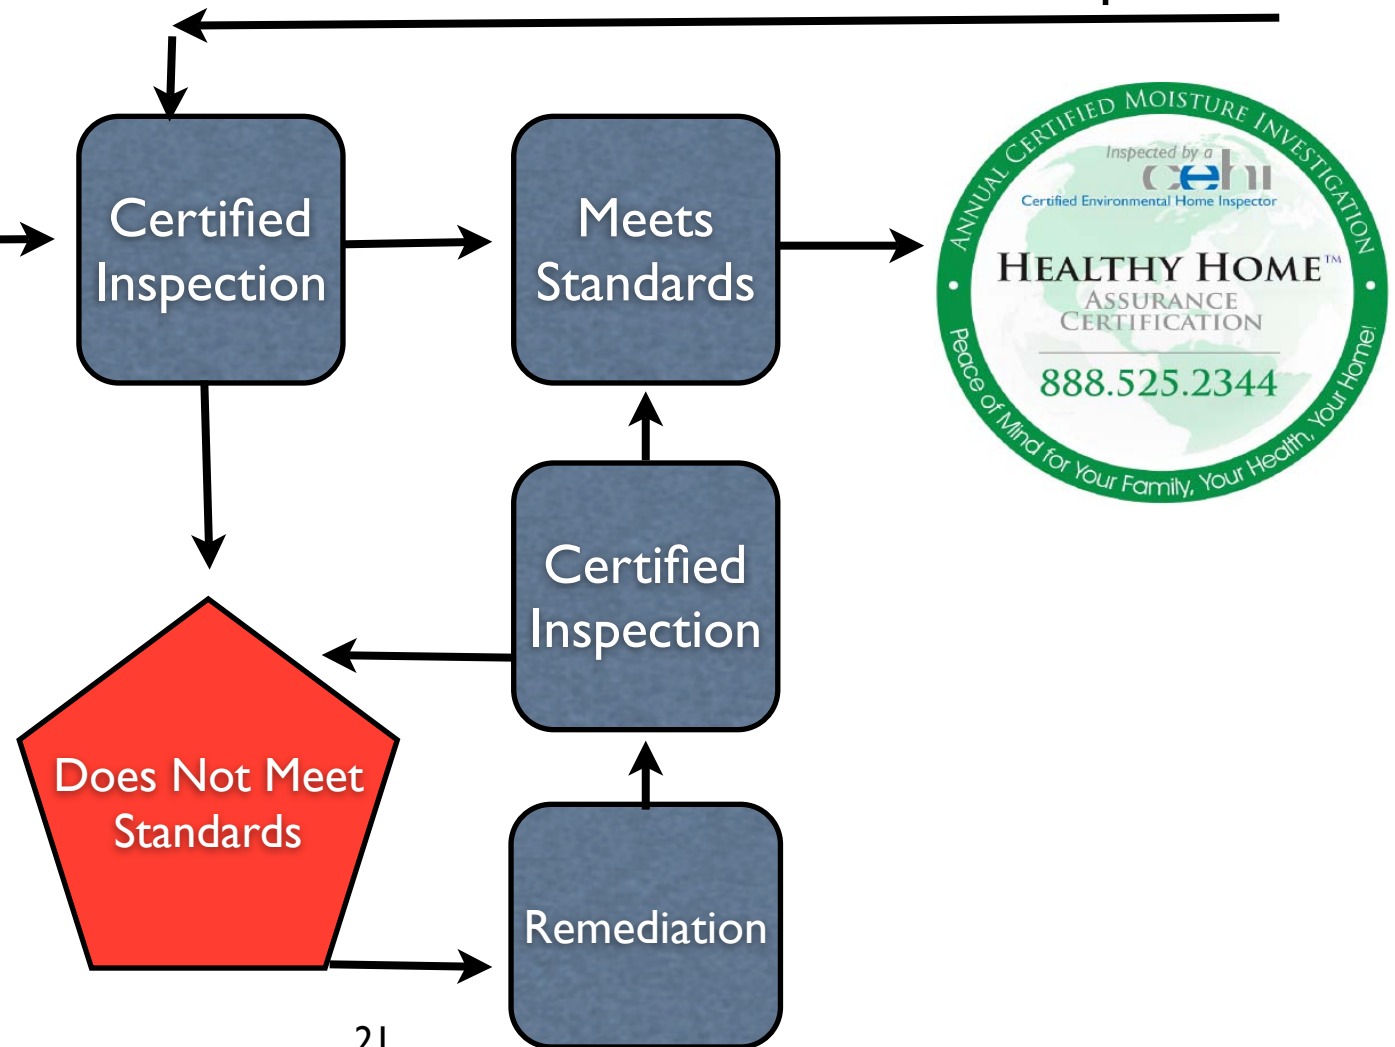 Certified
Inspection
Meets
Standards
ANNUAL CERTIFIED MOISTURE INVESTIGATION
Inspected by a
cehi
Certified Environmental Home Inspector
HEALTHY HOME™
ASSURANCE
CERTIFICATION
888.525.2344
Peace of Mind for Your Family, Your Health, Your Home!
Certified
Inspection
Does Not Meet
Standards
Remediation
21